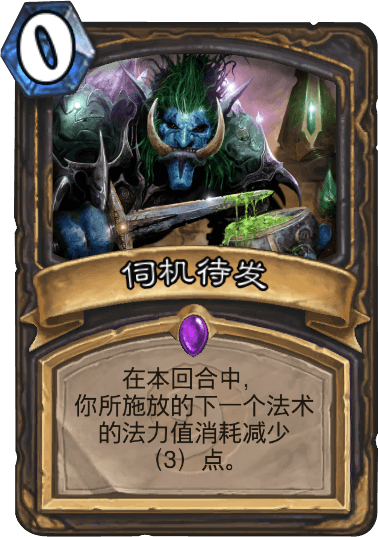 0
伺机待发
在本回合中，
你所施放的下一个法术
的法力值消耗减少
（3）点。